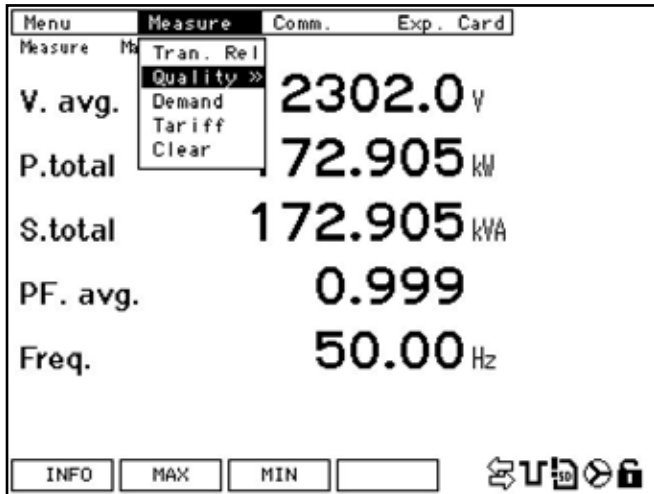 Menu Measure Comm. Exp. Card
Measure
Tran. Rel
Quality »
Demand
Tariff
Clear
V. avg. 2302.0 V
P.total 72.905 kW
S.total 172.905 kVA
PF. avg. 0.999
Freq. 50.00 Hz
INFO MAX MIN
SD